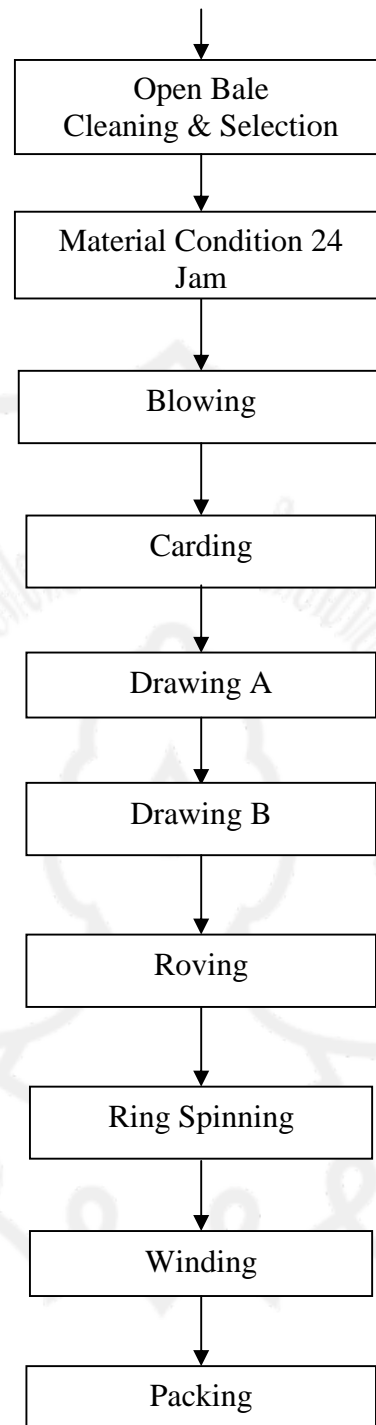 Open Bale
Cleaning & Selection
Material Condition 24
Jam
Blowing
Carding
Drawing A
Drawing B
Roving
Ring Spinning
Winding
Packing